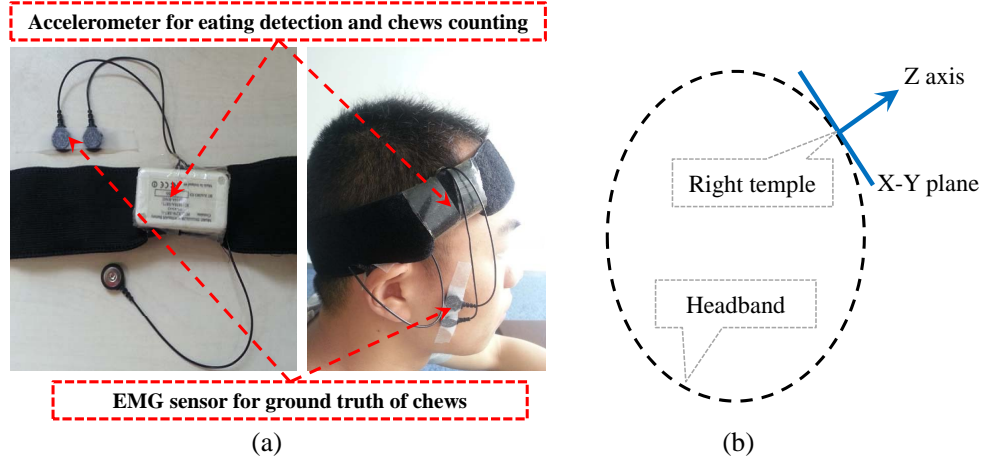 Accelerometer for eating detection and chews counting
EMG sensor for ground truth of chews
(a)
Z axis
Right temple
X-Y plane
Headband
(b)